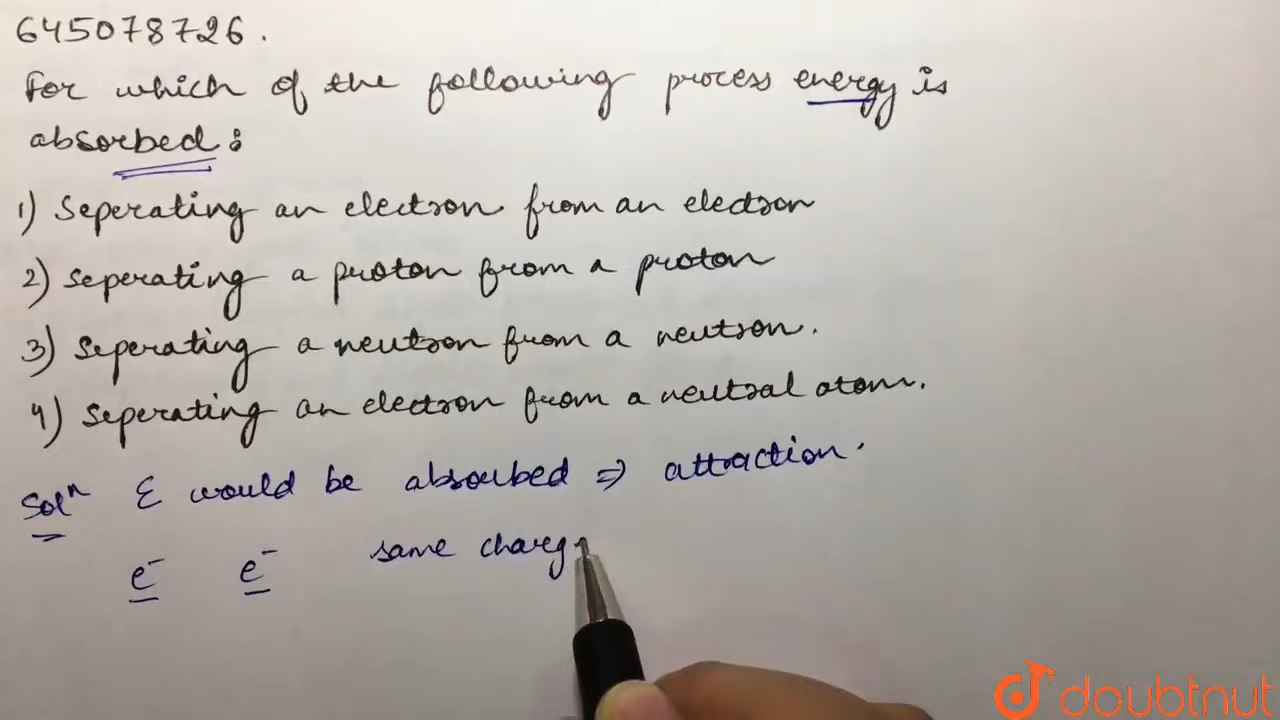 645078726.
For which of the following process energy is
absorbed :
1) Seperating an electron from an electron
2) seperating a proton from a proton
3) seperating a neutron from a neutron.
4) seperating an electron from a neutral atom.
Solⁿ E would be absorbed ⇒ attraction.
e⁻ e⁻ same charg
doubtnut